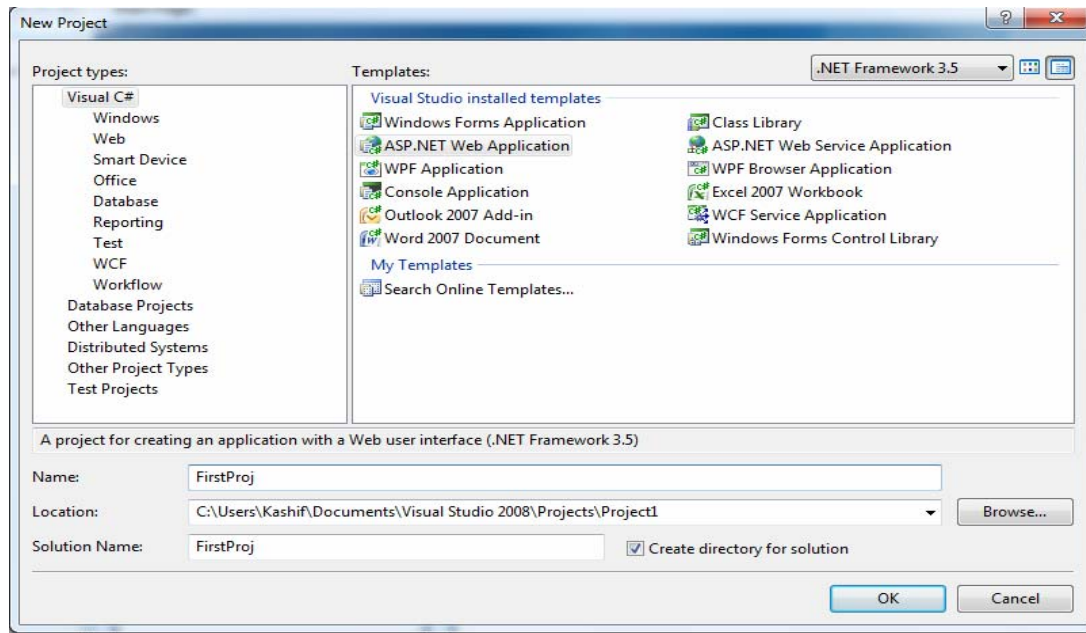 New Project
Project types:
Templates:
.NET Framework 3.5
Visual C#
Windows
Web
Smart Device
Office
Database
Reporting
Test
WCF
Workflow
Database Projects
Other Languages
Distributed Systems
Other Project Types
Test Projects
Visual Studio installed templates
Windows Forms Application
Class Library
ASP.NET Web Application
ASP.NET Web Service Application
WPF Application
WPF Browser Application
Console Application
Excel 2007 Workbook
Outlook 2007 Add-in
WCF Service Application
Word 2007 Document
Windows Forms Control Library
My Templates
Search Online Templates...
A project for creating an application with a Web user interface (.NET Framework 3.5)
Name:
FirstProj
Location:
C:\Users\Kashif\Documents\Visual Studio 2008\Projects\Project1
Browse...
Solution Name:
FirstProj
Create directory for solution
OK
Cancel